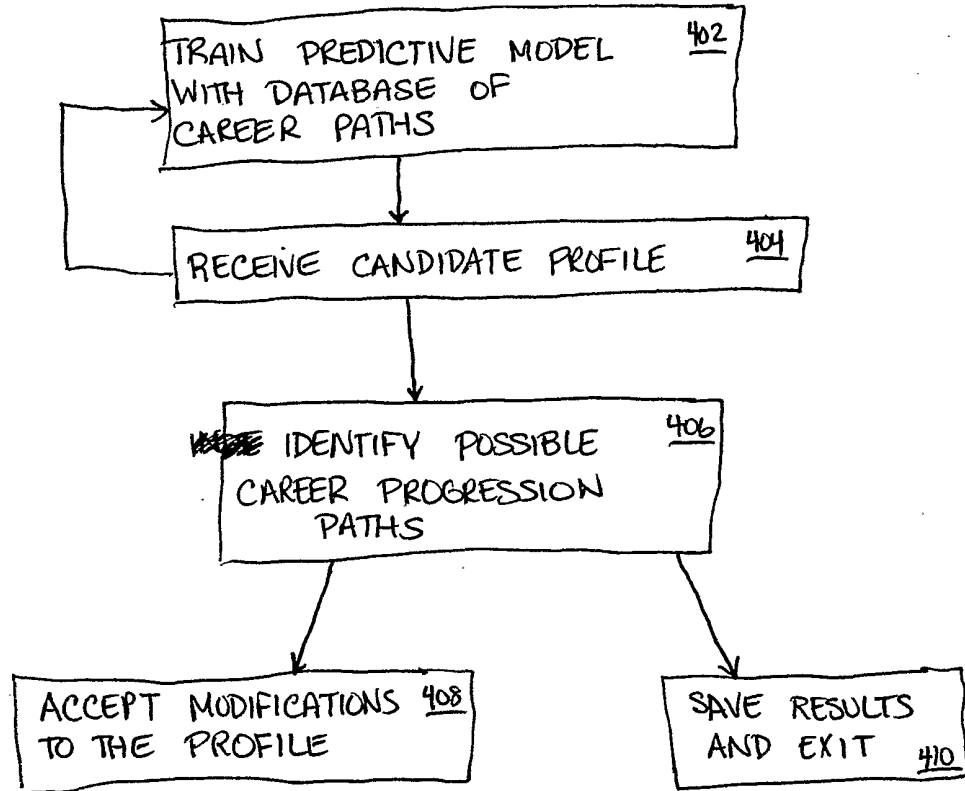 TRAIN PREDICTIVE MODEL 402
WITH DATABASE OF
CAREER PATHS
RECEIVE CANDIDATE PROFILE 404
IDENTIFY POSSIBLE 406
CAREER PROGRESSION
PATHS
ACCEPT MODIFICATIONS 408
TO THE PROFILE
SAVE RESULTS
AND EXIT 410